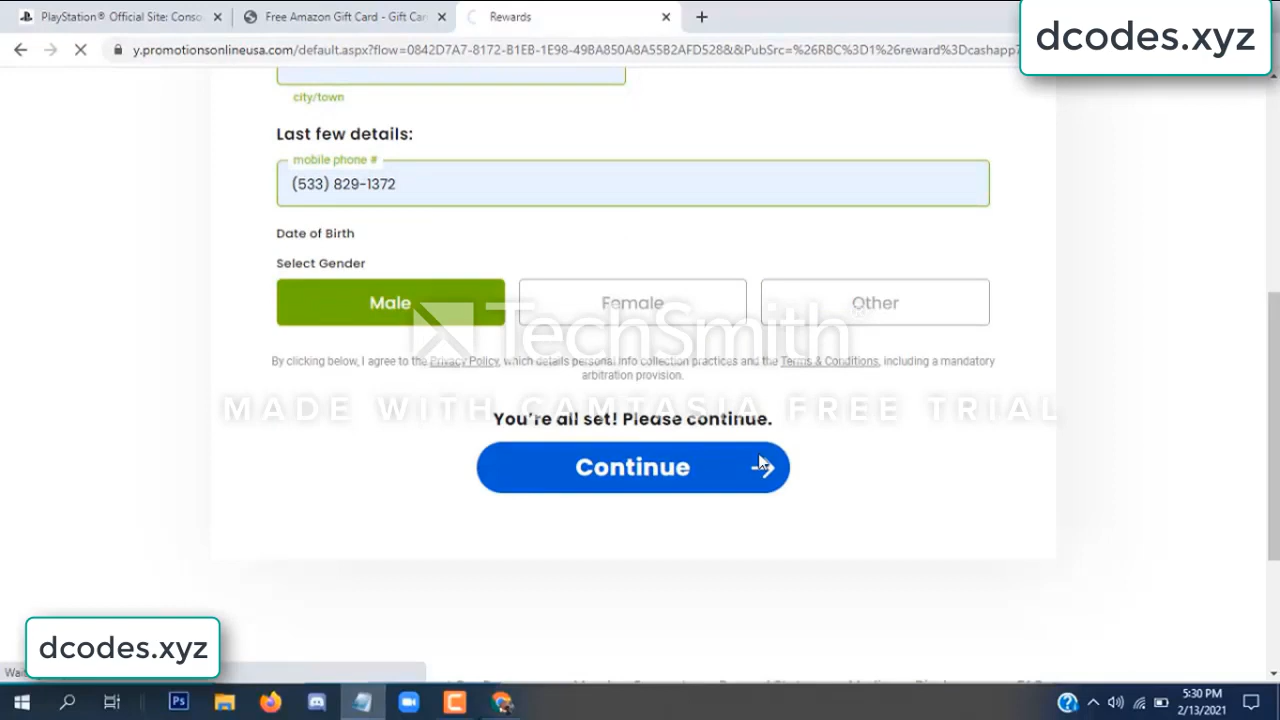 PlayStation® Official Site: Conso
Free Amazon Gift Card - Gift Car
Rewards
y.promotionsonlineusa.com/default.aspx?flow=0842D7A7-8172-B1EB-1E98-49BA850A8A55B2AFD528&&PubSrc=%26RBC%3D1%26reward%3Dcashapp
dcodes.xyz
city/town
Last few details:
mobile phone #
(533) 829-1372
Date of Birth
Select Gender
Male
Female
Other
TechSmith
By clicking below, I agree to the Privacy Policy, which details personal info collection practices and the Terms & Conditions, including a mandatory
arbitration provision.
MADE WITH CAMTASIA FREE TRIAL
You're all set! Please continue.
Continue
dcodes.xyz
Wai
Ps
5:30 PM
2/13/2021